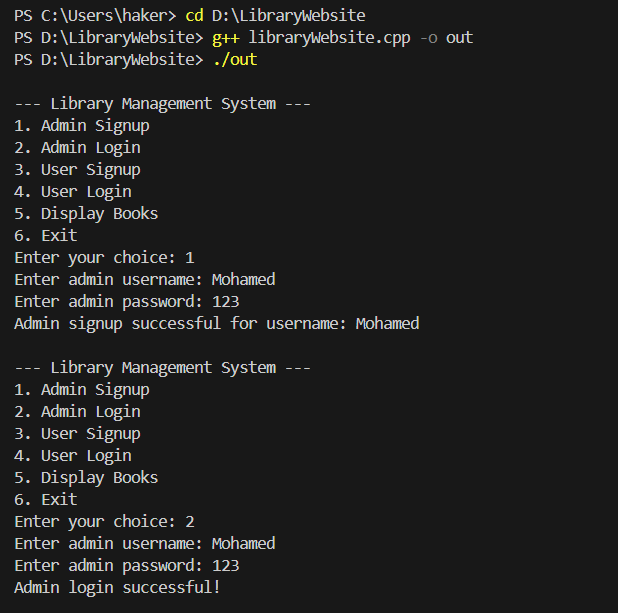 PS C:\Users\haker> cd D:\LibraryWebsite
PS D:\LibraryWebsite> g++ libraryWebsite.cpp -o out
PS D:\LibraryWebsite> ./out
--- Library Management System ---
1. Admin Signup
2. Admin Login
3. User Signup
4. User Login
5. Display Books
6. Exit
Enter your choice: 1
Enter admin username: Mohamed
Enter admin password: 123
Admin signup successful for username: Mohamed
--- Library Management System ---
1. Admin Signup
2. Admin Login
3. User Signup
4. User Login
5. Display Books
6. Exit
Enter your choice: 2
Enter admin username: Mohamed
Enter admin password: 123
Admin login successful!